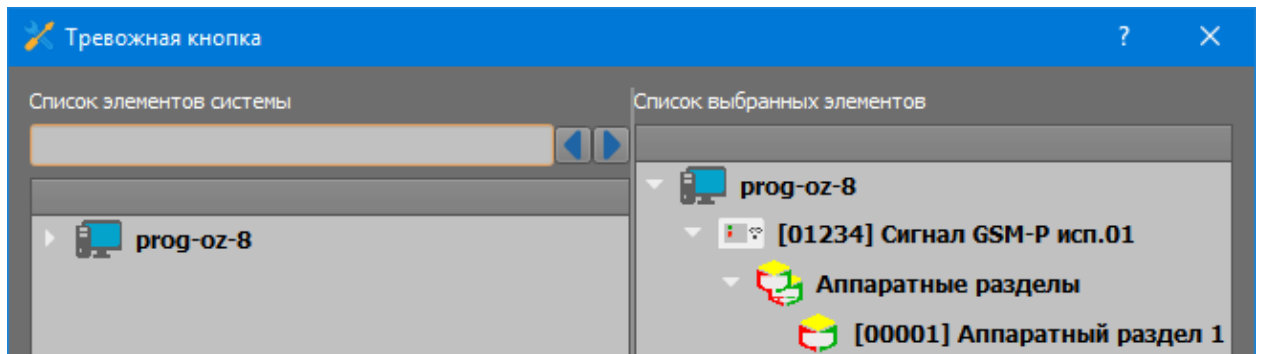 Тревожная кнопка
?
Список элементов системы
Список выбранных элементов
prog-oz-8
prog-oz-8
[01234] Сигнал GSM-P исп.01
Аппаратные разделы
[00001] Аппаратный раздел 1